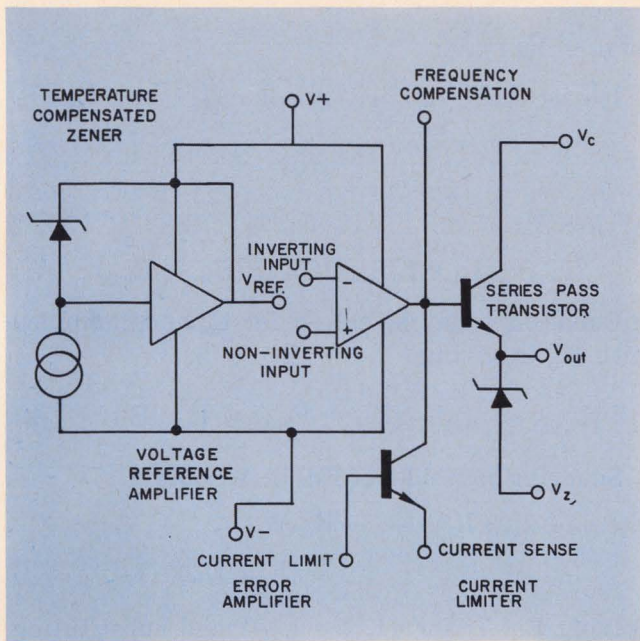 TEMPERATURE
COMPENSATED
ZENER
V+
FREQUENCY
COMPENSATION
Vc
INVERTING
INPUT
VREF.
-
+
NON-INVERTING
INPUT
SERIES PASS
TRANSISTOR
Vout
VOLTAGE
REFERENCE
AMPLIFIER
Vz
V-
CURRENT LIMIT
ERROR
AMPLIFIER
CURRENT SENSE
CURRENT
LIMITER